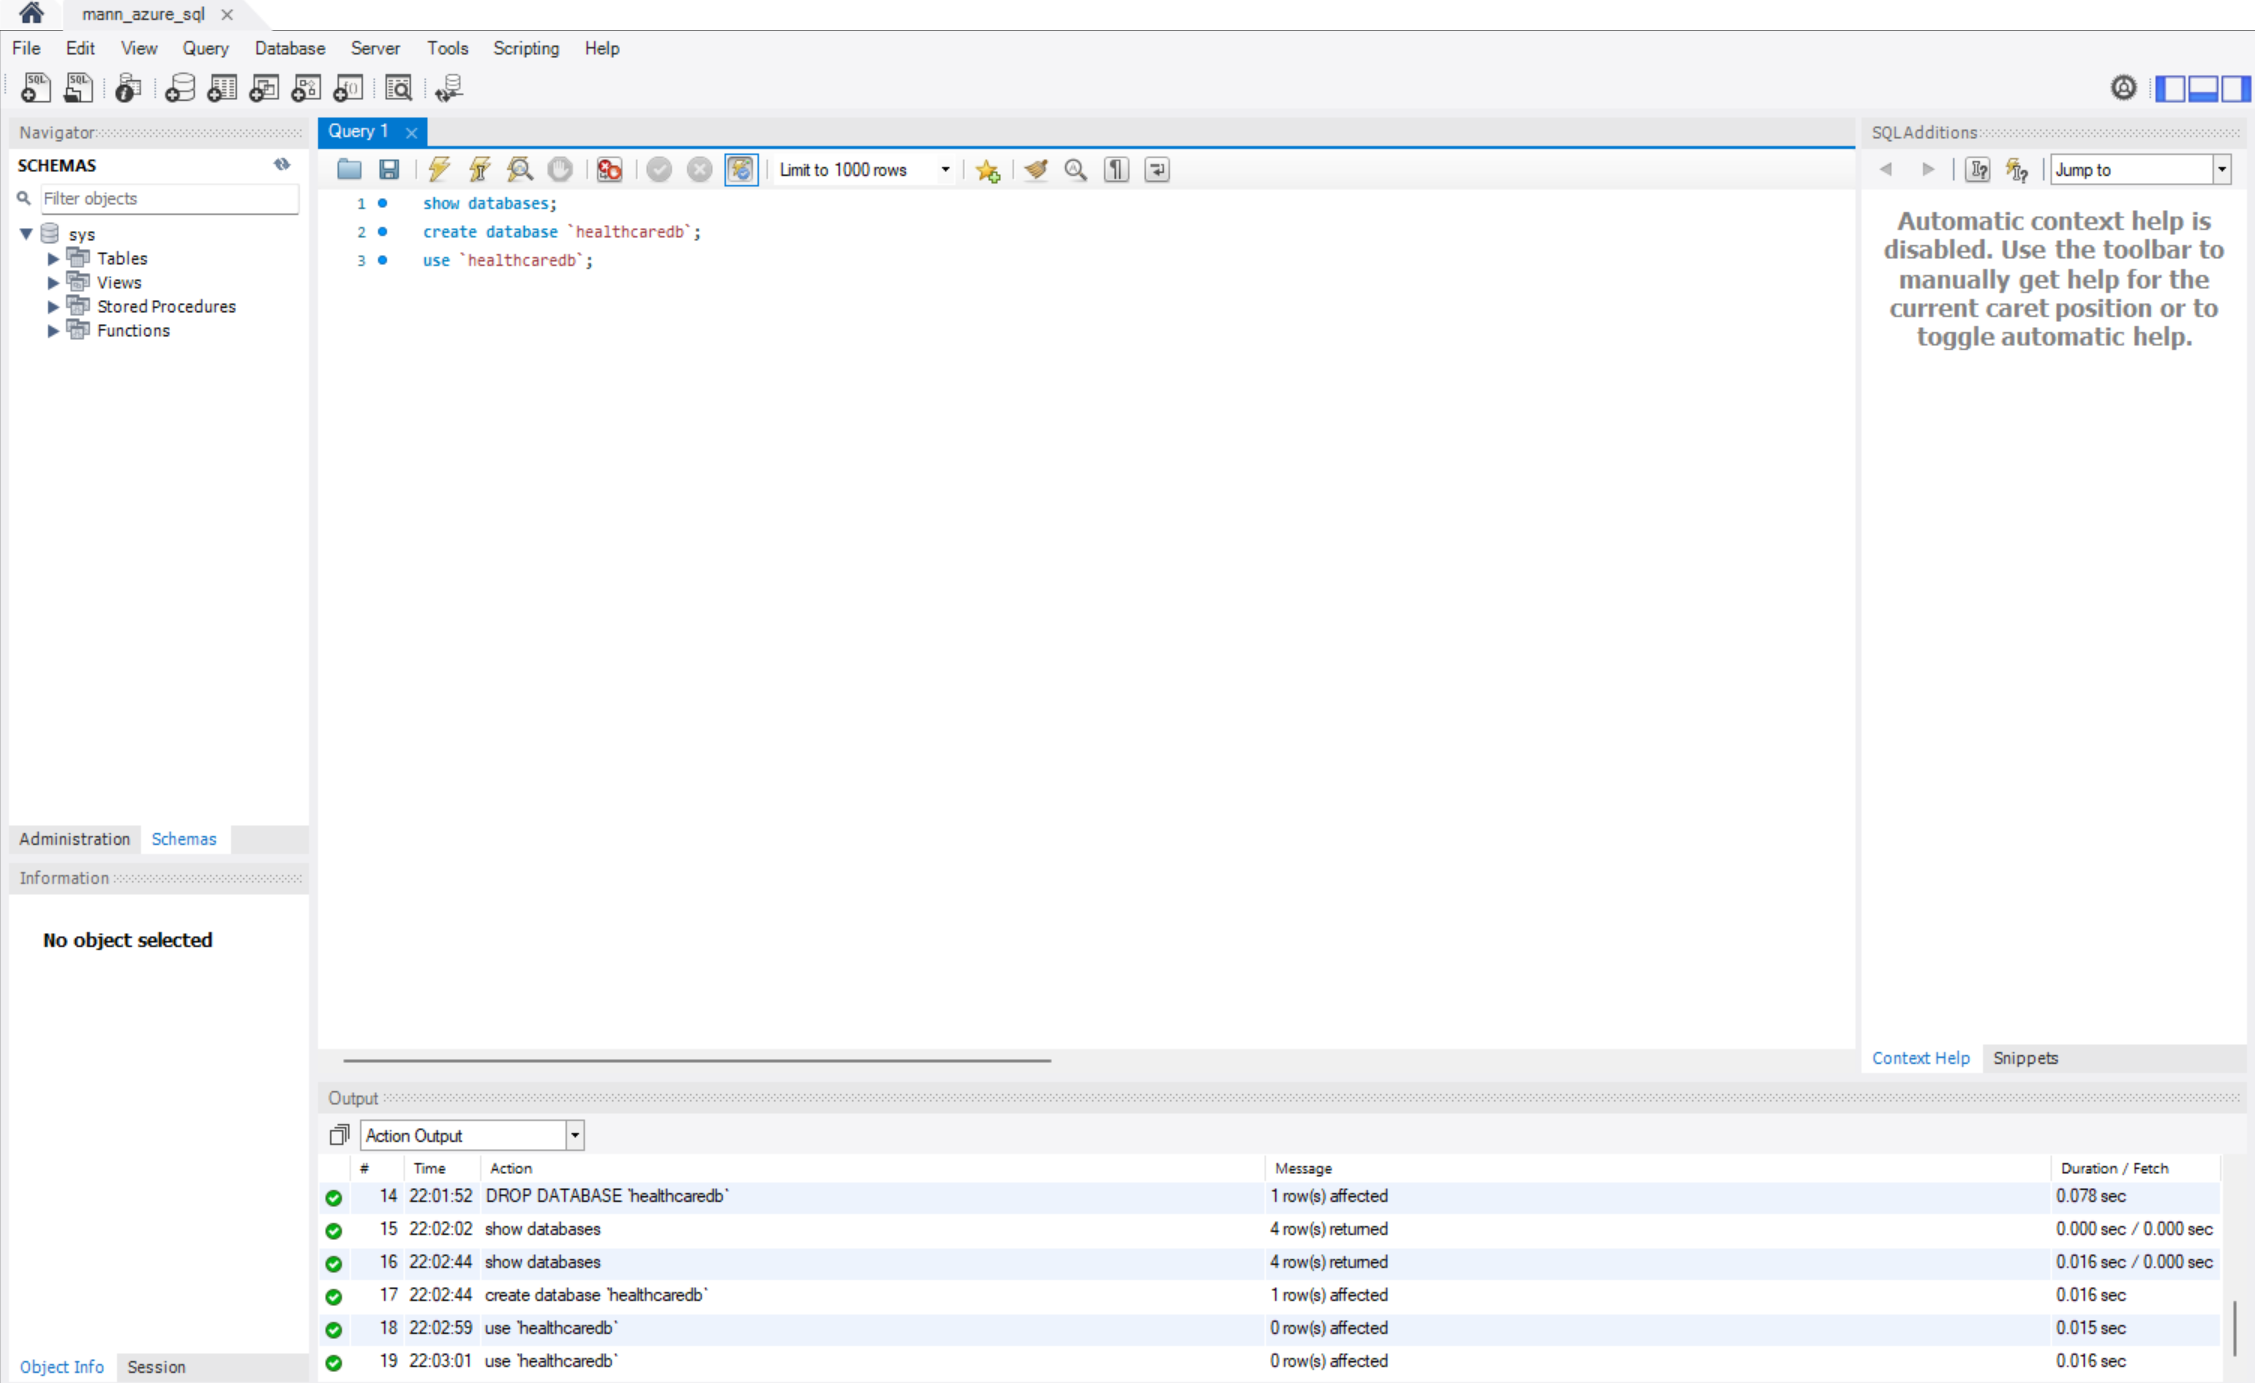 mann_azure_sql
File Edit View Query Database Server Tools Scripting Help
Navigator
SCHEMAS
Filter objects
sys
Tables
Views
Stored Procedures
Functions
Administration Schemas
Information
No object selected
Object Info Session
Query 1
Limit to 1000 rows
1 show databases;
2 create database `healthcaredb`;
3 use `healthcaredb`;
SQLAdditions
Jump to
Automatic context help is
disabled. Use the toolbar to
manually get help for the
current caret position or to
toggle automatic help.
Context Help Snippets
Output
Action Output
# Time Action Message Duration / Fetch
14 22:01:52 DROP DATABASE `healthcaredb` 1 row(s) affected 0.078 sec
15 22:02:02 show databases 4 row(s) returned 0.000 sec / 0.000 sec
16 22:02:44 show databases 4 row(s) returned 0.016 sec / 0.000 sec
17 22:02:44 create database `healthcaredb` 1 row(s) affected 0.016 sec
18 22:02:59 use `healthcaredb` 0 row(s) affected 0.015 sec
19 22:03:01 use `healthcaredb` 0 row(s) affected 0.016 sec